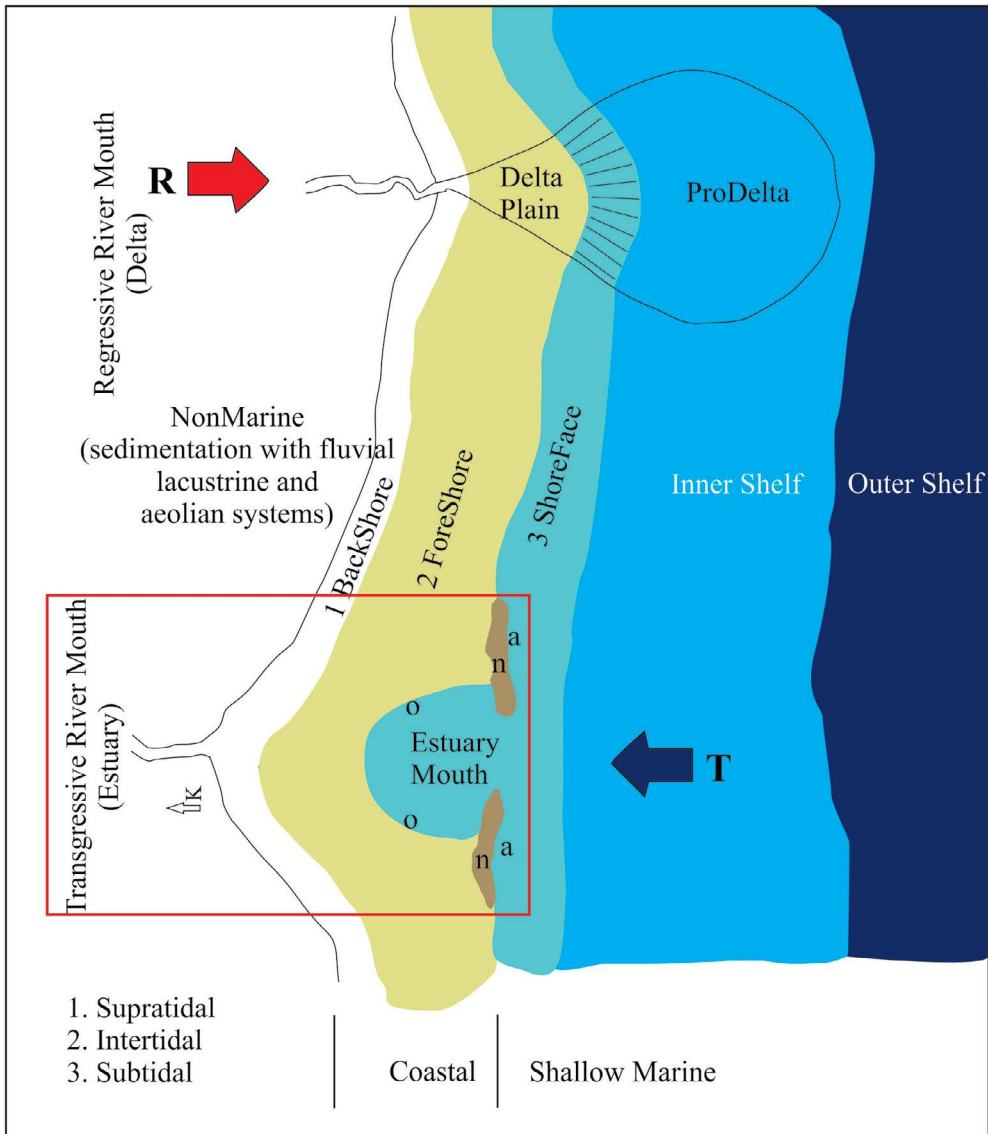 R
Regressive River Mouth
(Delta)
Delta
Plain
ProDelta
NonMarine
(sedimentation with fluvial
lacustrine and
aeolian systems)
1 BackShore
2 ForeShore
3 ShoreFace
Inner Shelf
Outer Shelf
Transgressive River Mouth
(Estuary)
K
o
Estuary
Mouth
o
a
n
a
n
T
1. Supratidal
2. Intertidal
3. Subtidal
Coastal
Shallow Marine